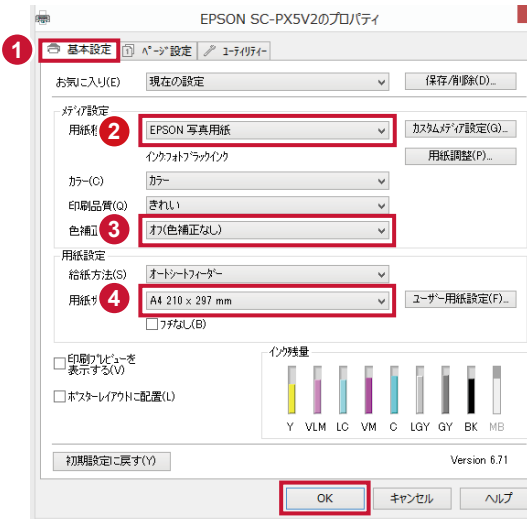 EPSON SC-PX5V2のプロパティ
1 基本設定 ページ設定 ユーティリティー
お気に入り(E) 現在の設定 保存/削除(D)...
メディア設定
用紙種 2 EPSON 写真用紙 カスタムメディア設定(G)...
インク:フォトブラックインク 用紙調整(P)...
カラー(C) カラー
印刷品質(Q) きれい
色補正 3 オフ(色補正なし)
用紙設定
給紙方法(S) オートシートフィーダー
用紙サ 4 A4 210 x 297 mm ユーザー用紙設定(F)...
フチなし(B)
印刷プレビューを
表示する(V)
ポスターレイアウトに配置(L)
インク残量
Y VLM LC VM C LGY GY BK MB
初期設定に戻す(Y) Version 6.71
OK キャンセル ヘルプ